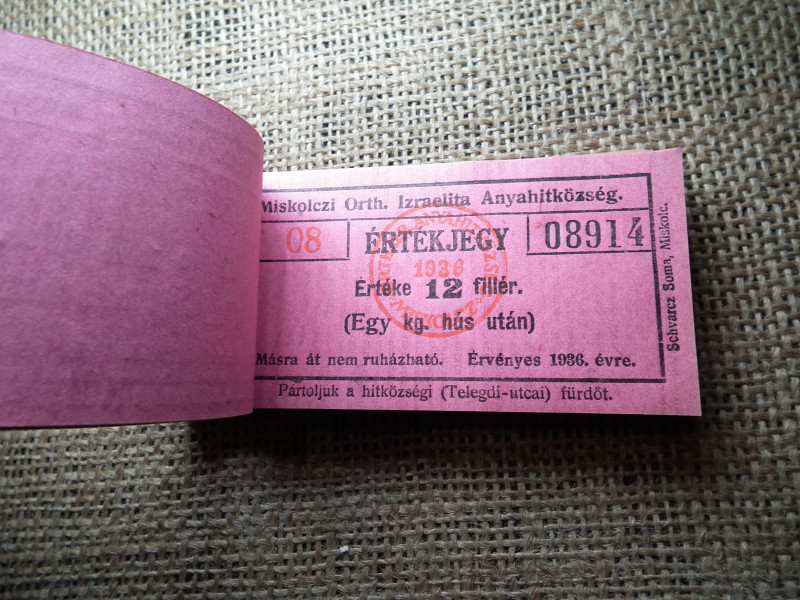 Miskolczi Orth. Izraelita Anyahitközség.
08 ÉRTÉKJEGY 08914
1936
Értéke 12 fillér.
(Egy kg. hús után)
Másra át nem ruházható. Érvényes 1936. évre.
Pártoljuk a hitközségi (Telegdi-utcai) fürdőt.
Schvarcz Soma, Miskolc.